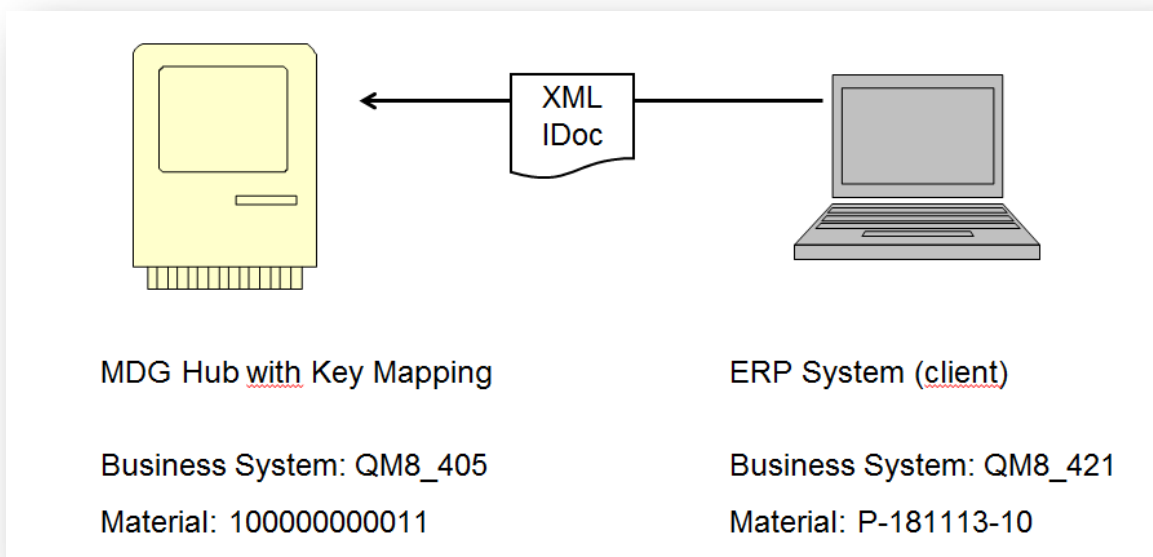 XML
IDoc
MDG Hub with Key Mapping
ERP System (client)
Business System: QM8_405
Business System: QM8_421
Material: 100000000011
Material: P-181113-10